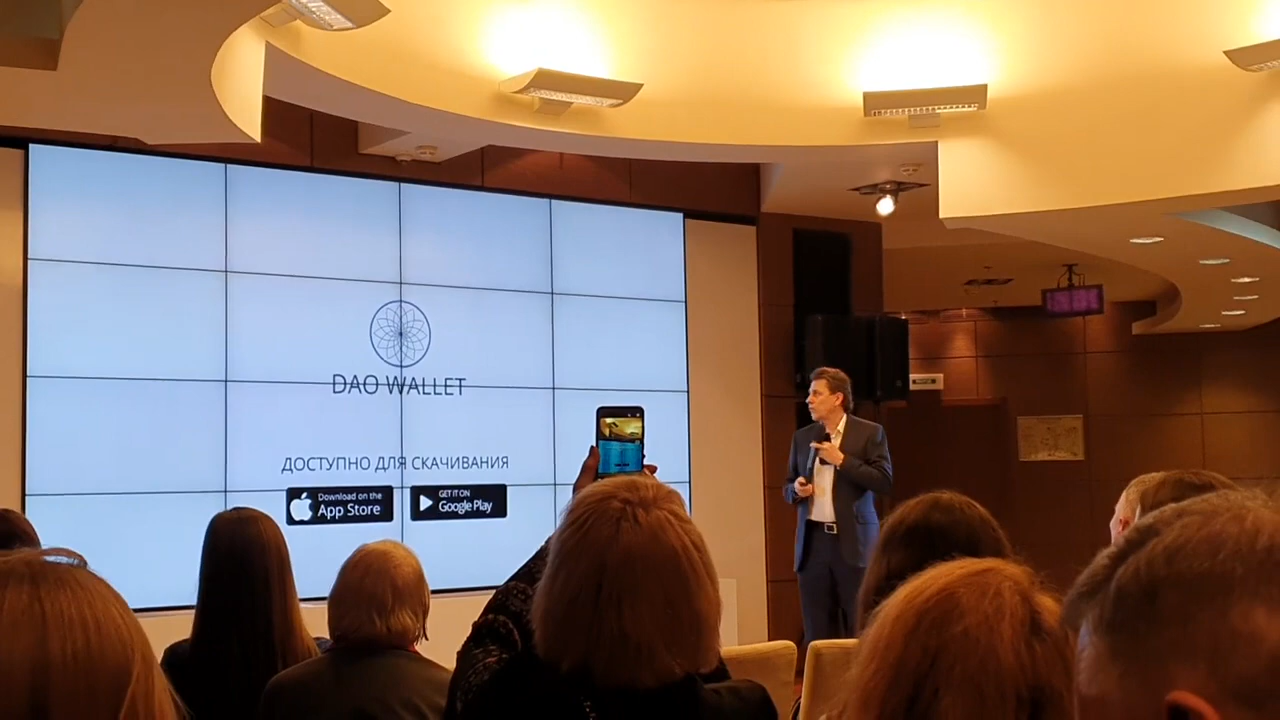 DAO WALLET
ДОСТУПНО ДЛЯ СКАЧИВАНИЯ
Download on the
App Store
GET IT ON
Google Play